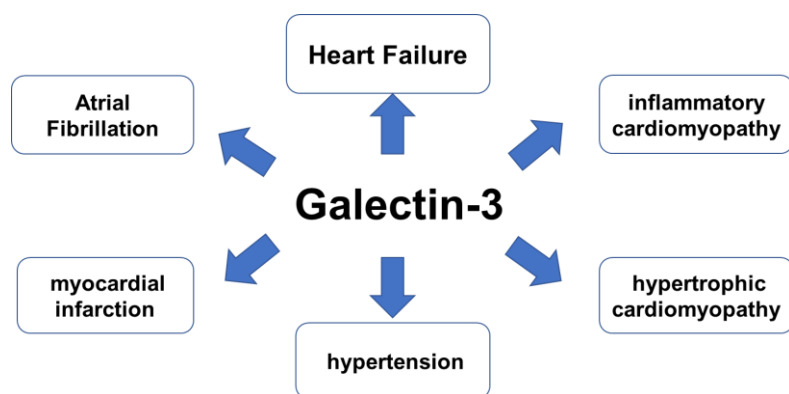 Heart Failure
Atrial
Fibrillation
inflammatory
cardiomyopathy
Galectin-3
myocardial
infarction
hypertrophic
cardiomyopathy
hypertension